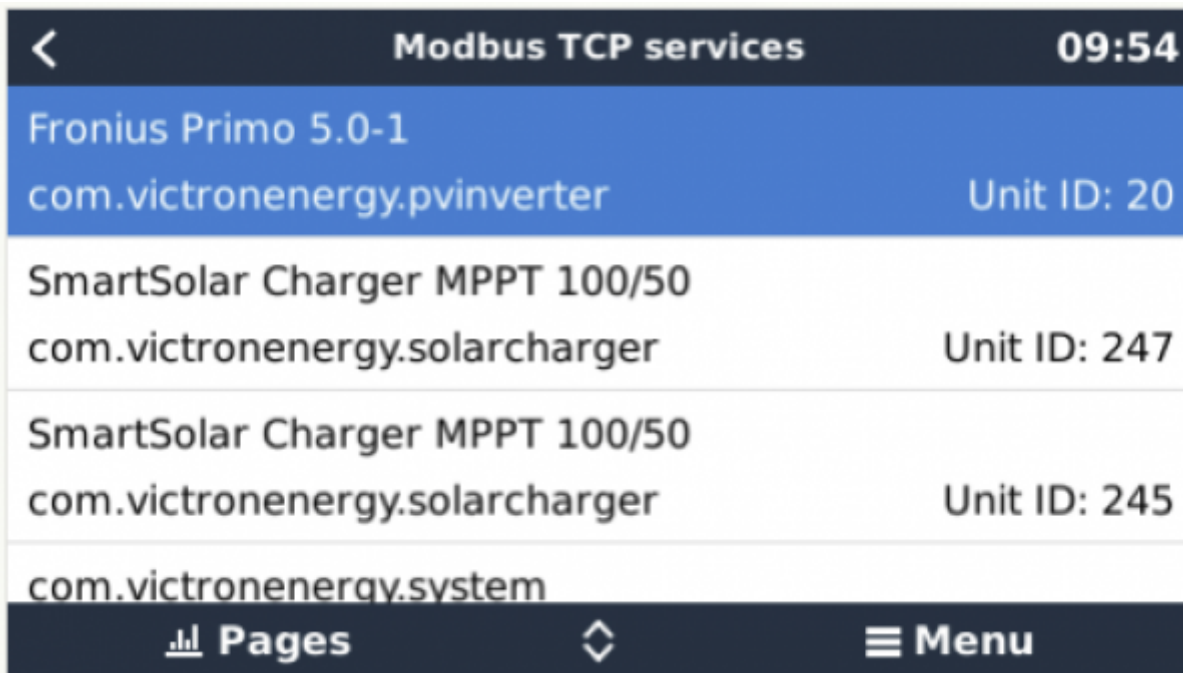 Modbus TCP services 09:54
Fronius Primo 5.0-1
com.victronenergy.pvinverter Unit ID: 20
SmartSolar Charger MPPT 100/50
com.victronenergy.solarcharger Unit ID: 247
SmartSolar Charger MPPT 100/50
com.victronenergy.solarcharger Unit ID: 245
com.victronenergy.system
Pages Menu